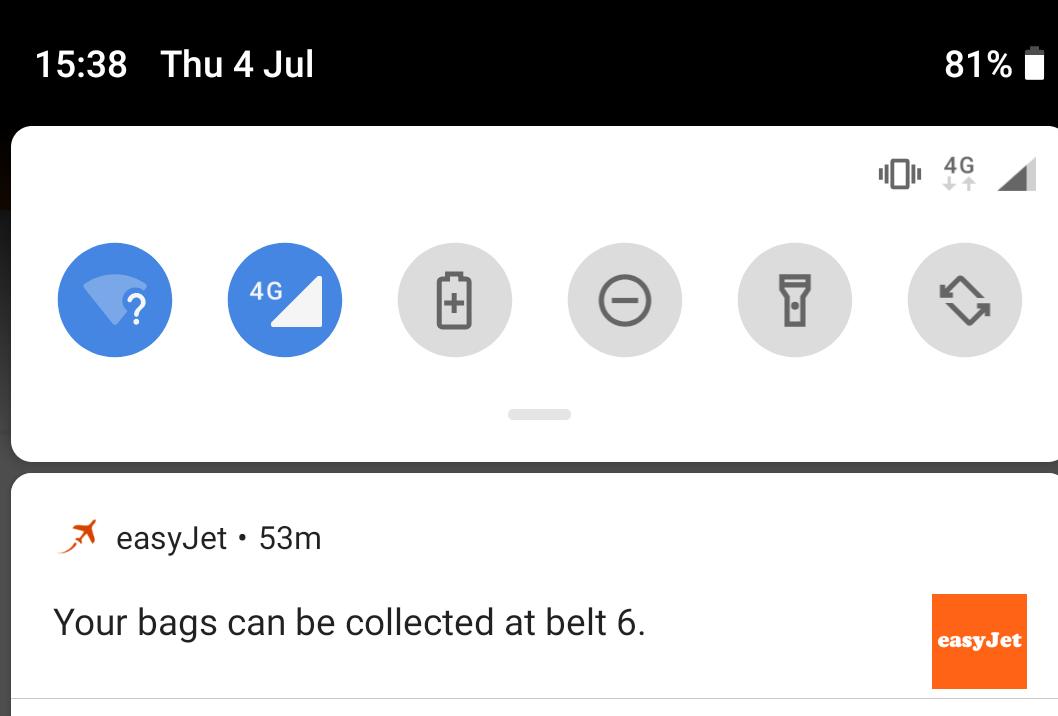 15:38 Thu 4 Jul 81%
4G
4G
easyJet • 53m
Your bags can be collected at belt 6.
easyJet